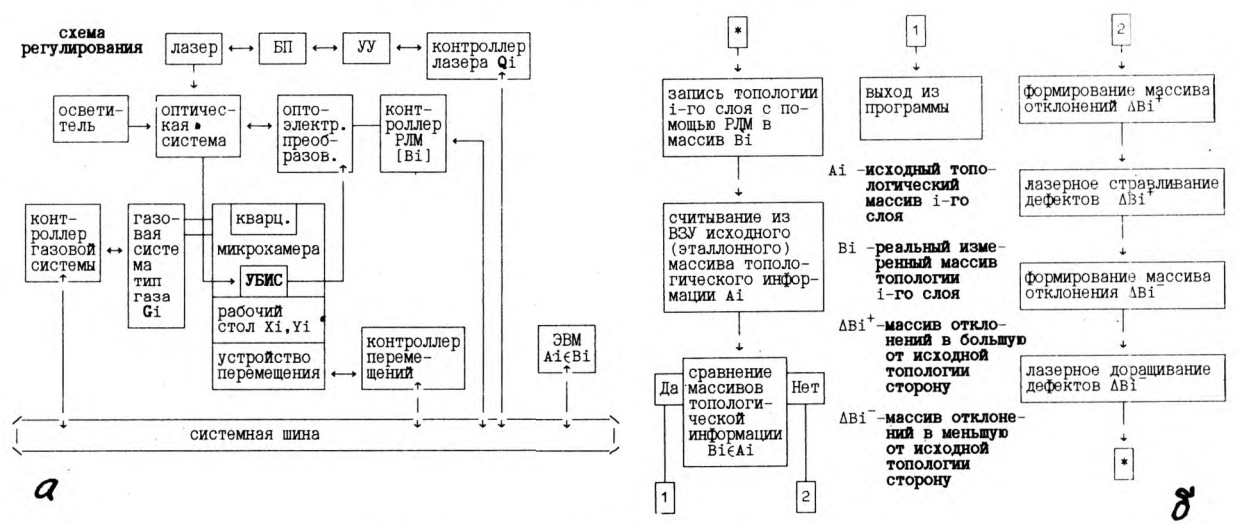 схема
регулирования
лазер
БП
УУ
контроллер
лазера Qi
освети-
тель
оптичес-
кая
система
опто-
электр.
преоб-
разов.
конт-
роллер
РЛМ
[Bi]
конт-
роллер
газовой
системы
газо-
вая
систе
ма
тип
газа
Gi
кварц.
микрокамера
УБИС
рабочий
стол Xi,Yi
устройство
перемещения
контроллер
переме-
щений
ЭВМ
Ai∈Bi
системная шина
а
*
запись топологии
i-го слоя с по-
мощью РЛМ в
массив Bi
считывание из
ВЗУ исходного
(эталлонного)
массива тополо-
гического инфор-
мации Ai
Да
сравнение
массивов
топологи-
ческой
информации
Bi∈Ai
Нет
1
2
1
выход из
программы
Ai -исходный топо-
логический
массив i-го
слоя
Bi -реальный изме-
ренный массив
топологии
i-го слоя
ΔBi⁺-массив откло-
нений в большую
от исходной
топологии
сторону
ΔBi⁻-массив отклоне-
ний в меньшую
от исходной
топологии
сторону
2
формирование массива
отклонений ΔBi⁺
лазерное стравливание
дефектов ΔBi⁺
формирование массива
отклонения ΔBi⁻
лазерное доращивание
дефектов ΔBi⁻
*
б